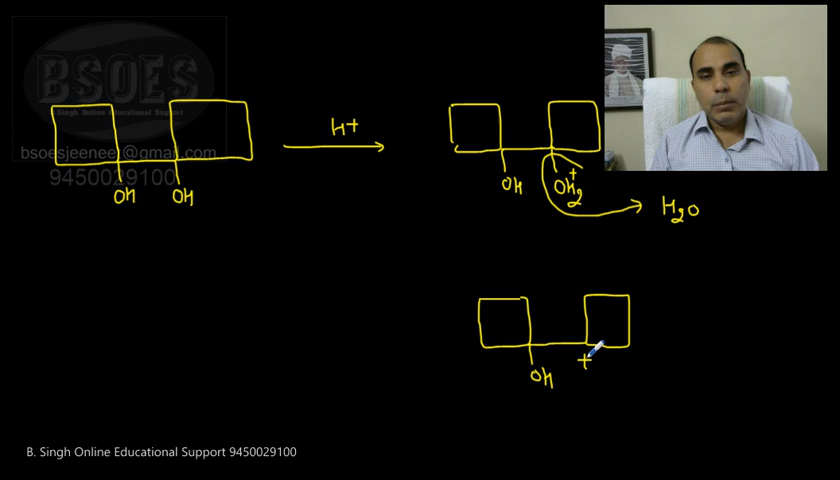 BSOES
Singh Online Educational Support
bsoesjeeneet@gmail.com
9450029100
H+
OH OH
OH OH2+
H2O
OH +
B. Singh Online Educational Support 9450029100